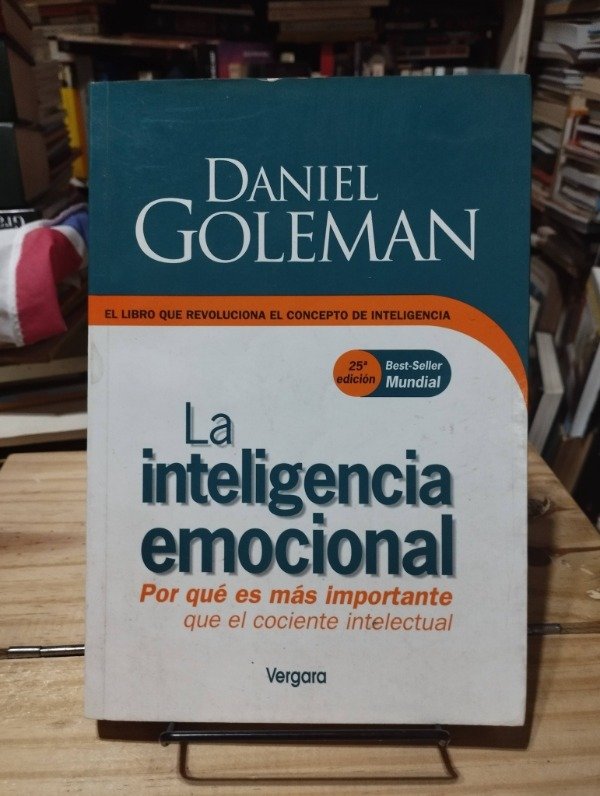 DANIEL
GOLEMAN
EL LIBRO QUE REVOLUCIONA EL CONCEPTO DE INTELIGENCIA
25ª
edición
Best-Seller
Mundial
La
inteligencia
emocional
Por qué es más importante
que el cociente intelectual
Vergara